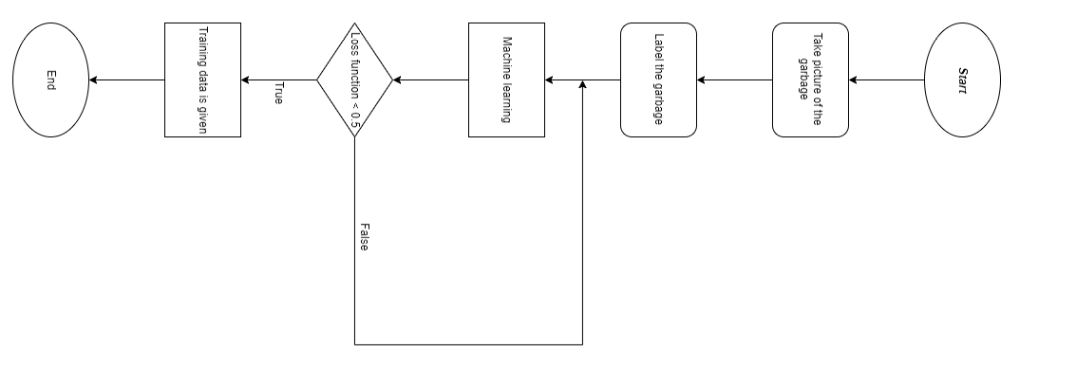 Start
Take picture of the
garbage
Label the garbage
Machine learning
Loss function < 0.5
True
False
Training data is given
End